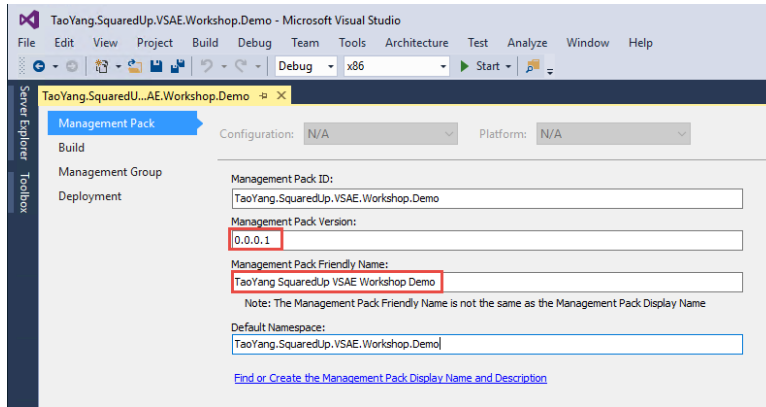 TaoYang.SquaredUp.VSAE.Workshop.Demo - Microsoft Visual Studio
File Edit View Project Build Debug Team Tools Architecture Test Analyze Window Help
Debug x86 Start
Server Explorer
Toolbox
TaoYang.SquaredU...AE.Workshop.Demo
Management Pack
Build
Management Group
Deployment
Configuration: N/A Platform: N/A
Management Pack ID:
TaoYang.SquaredUp.VSAE.Workshop.Demo
Management Pack Version:
0.0.0.1
Management Pack Friendly Name:
TaoYang SquaredUp VSAE Workshop Demo
Note: The Management Pack Friendly Name is not the same as the Management Pack Display Name
Default Namespace:
TaoYang.SquaredUp.VSAE.Workshop.Demo
Find or Create the Management Pack Display Name and Description